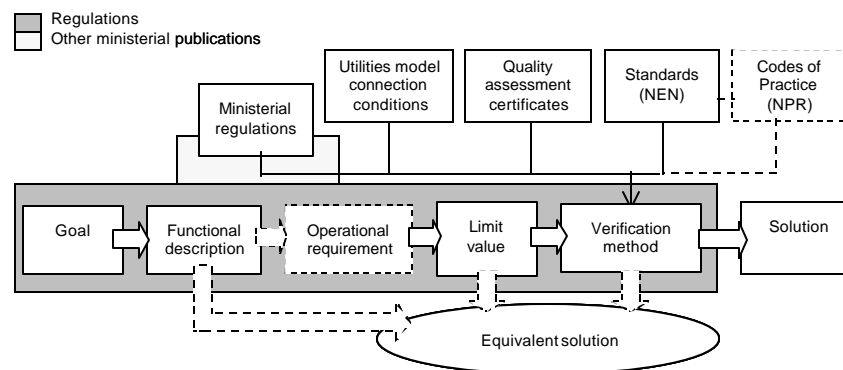 Regulations
Other ministerial publications
Utilities model
connection
conditions
Quality
assessment
certificates
Standards
(NEN)
Codes of
Practice
(NPR)
Ministerial
regulations
Goal
Functional
description
Operational
requirement
Limit
value
Verification
method
Solution
Equivalent solution